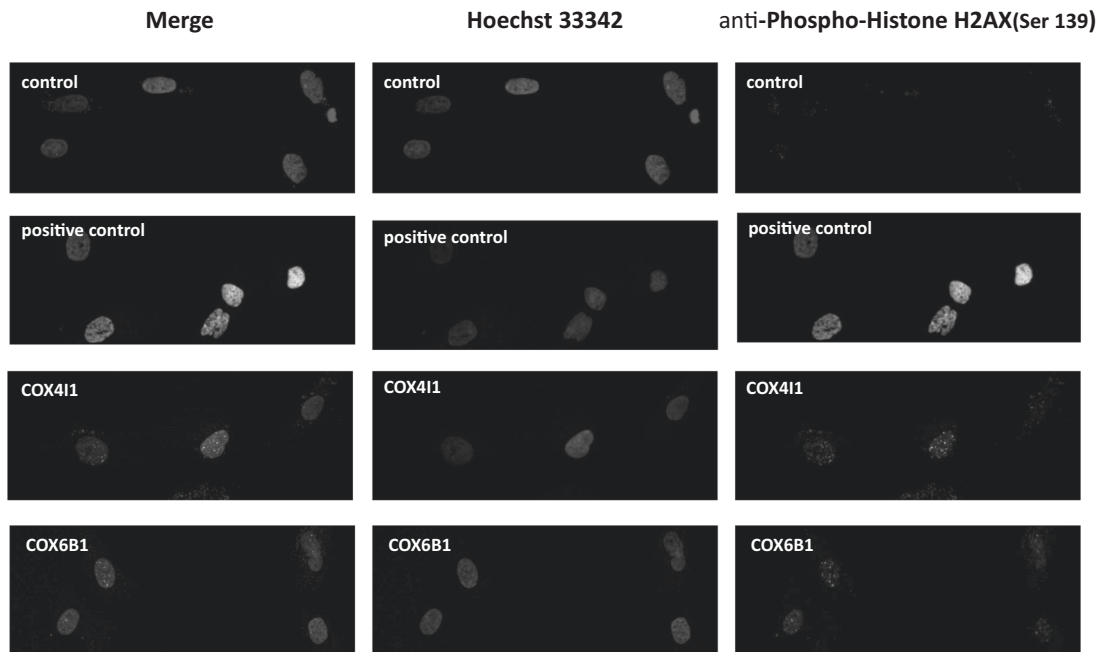 Merge
Hoechst 33342
anti-Phospho-Histone H2AX(Ser 139)
control
control
control
positive control
positive control
positive control
COX4I1
COX4I1
COX4I1
COX6B1
COX6B1
COX6B1